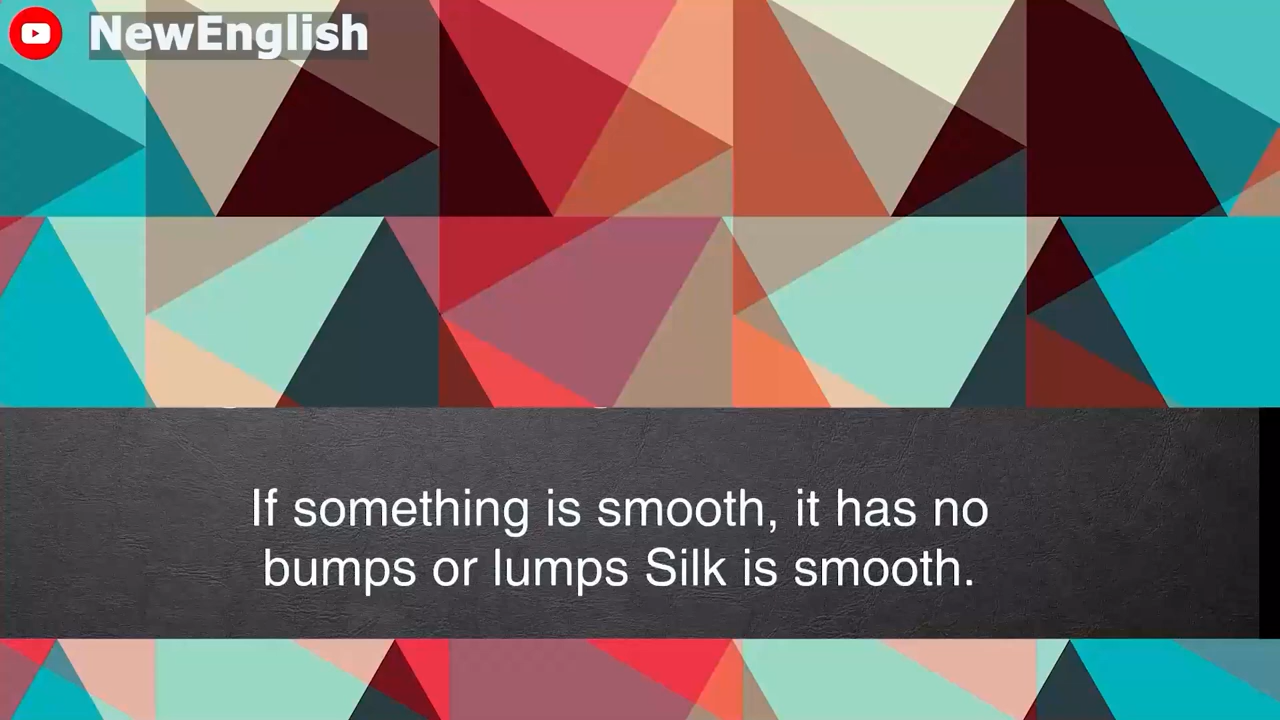 NewEnglish
If something is smooth, it has no
bumps or lumps Silk is smooth.